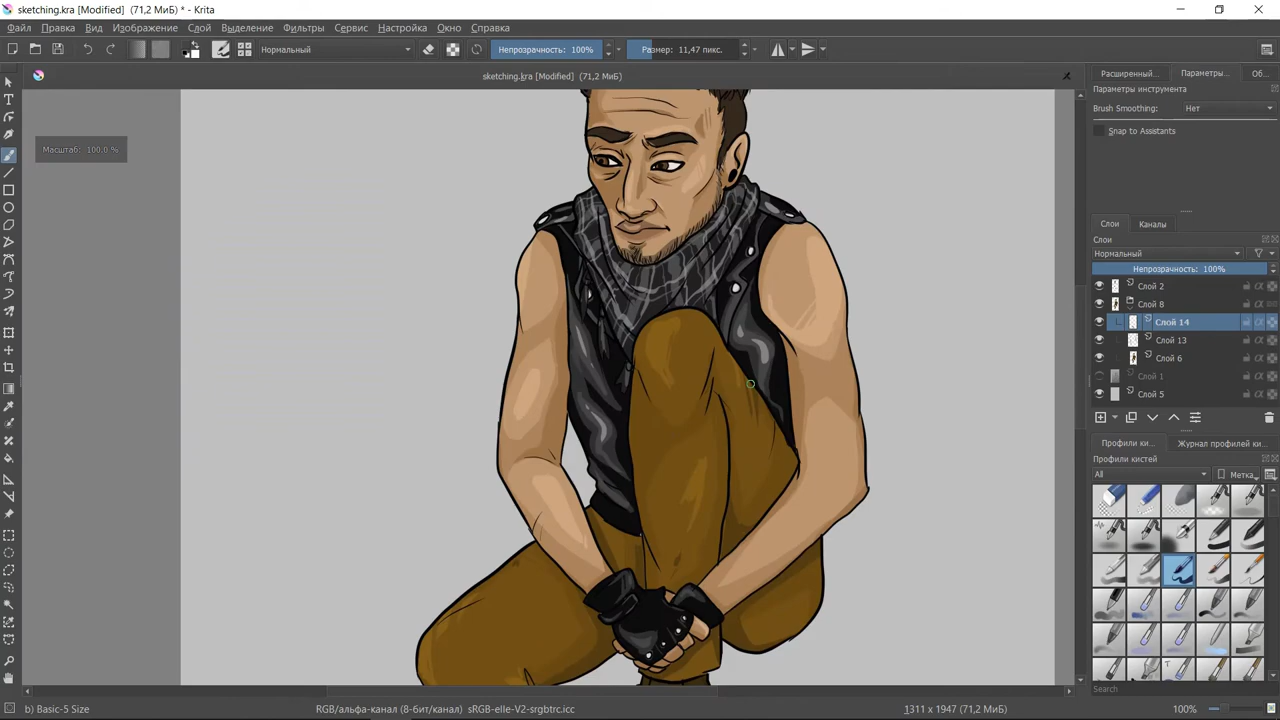 sketching.kra [Modified] (71,2 МиБ) * - Krita
Файл Правка Вид Изображение Слой Выделение Фильтры Сервис Настройка Окно Справка
Нормальный Непрозрачность: 100% Размер: 11,47 пикс.
sketching.kra [Modified] (71,2 МиБ)
Расширенный... Параметры... Об...
Параметры инструмента
Brush Smoothing: Нет
Snap to Assistants
Масштаб: 100.0 %
Слои Каналы
Слои
Нормальный
Непрозрачность: 100%
Слой 2
Слой 8
Слой 14
Слой 13
Слой 6
Слой 1
Слой 5
Профили ки... Журнал профилей ки...
Профили кистей
All Метка
Search
b) Basic-5 Size RGB/альфа-канал (8-бит/канал) sRGB-elle-V2-srgbtrc.icc 1311 x 1947 (71,2 МиБ) 100%